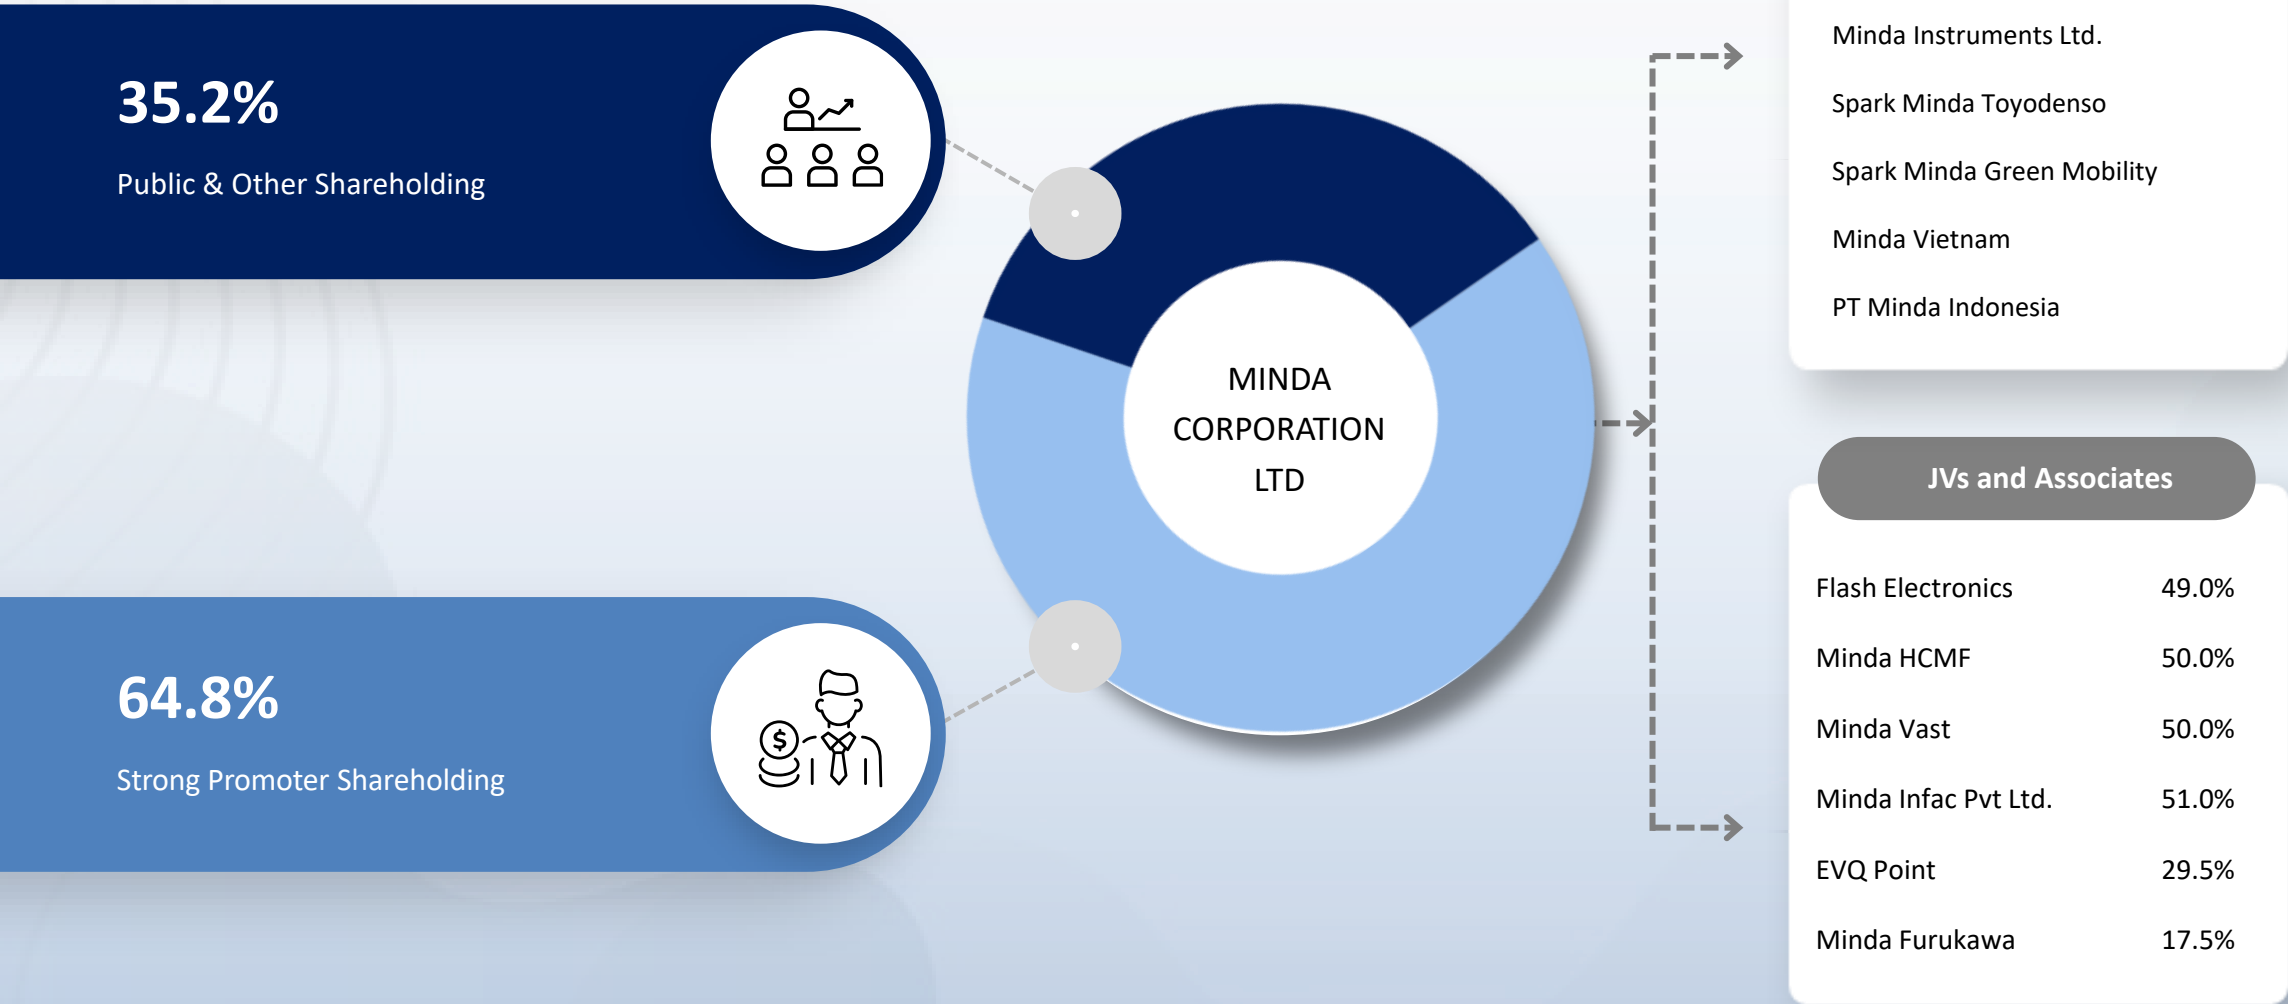 35.2%
Public & Other Shareholding
64.8%
Strong Promoter Shareholding
MINDA
CORPORATION
LTD
Minda Instruments Ltd.
Spark Minda Toyodenso
Spark Minda Green Mobility
Minda Vietnam
PT Minda Indonesia
JVs and Associates
Flash Electronics 49.0%
Minda HCMF 50.0%
Minda Vast 50.0%
Minda Infac Pvt Ltd. 51.0%
EVQ Point 29.5%
Minda Furukawa 17.5%
$